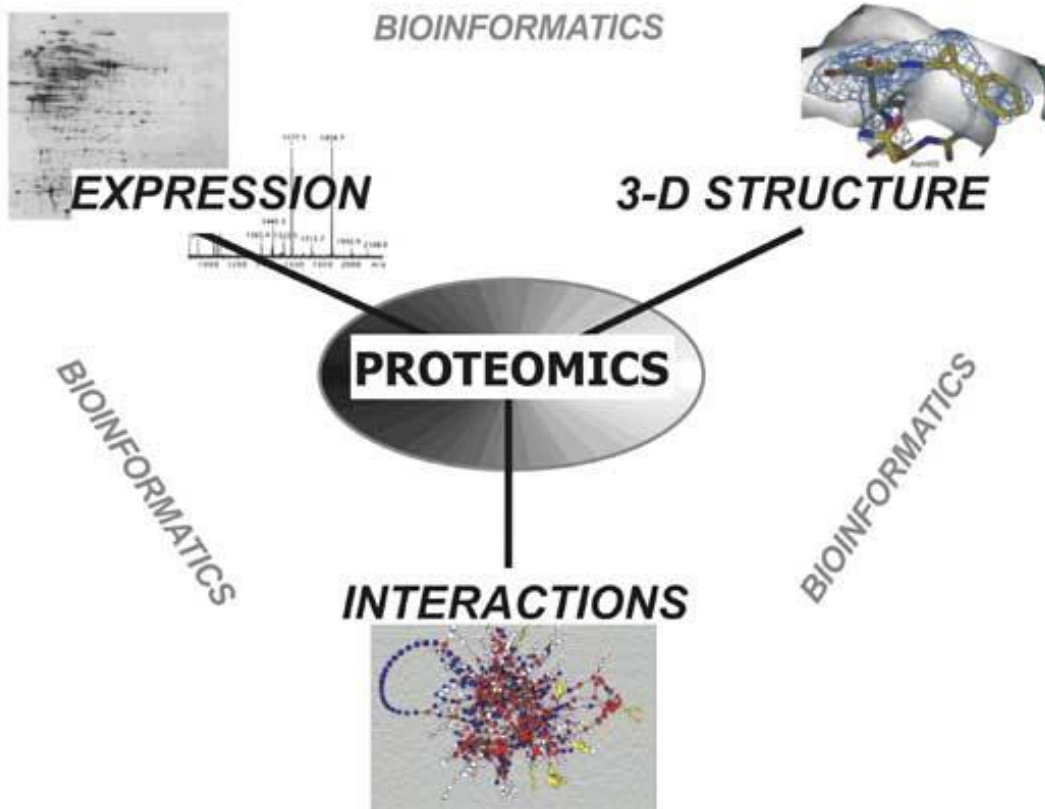 BIOINFORMATICS
EXPRESSION
3-D STRUCTURE
m/z
PROTEOMICS
BIOINFORMATICS
BIOINFORMATICS
INTERACTIONS